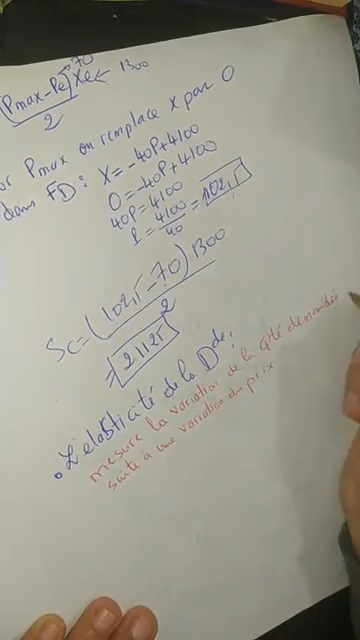 70
[Pmax-Pe]Xe ← 1300
2
or Pmax on remplace x par 0
dans FD: X=-40P+4100
0=-40P+4100
40P=4100
P=4100/40=102,5
Sc=(102,5-70)1300
2
=21125
• L'élasticité de la Dde:
mesure la variation de la qté demandée
suite à une variation du prix